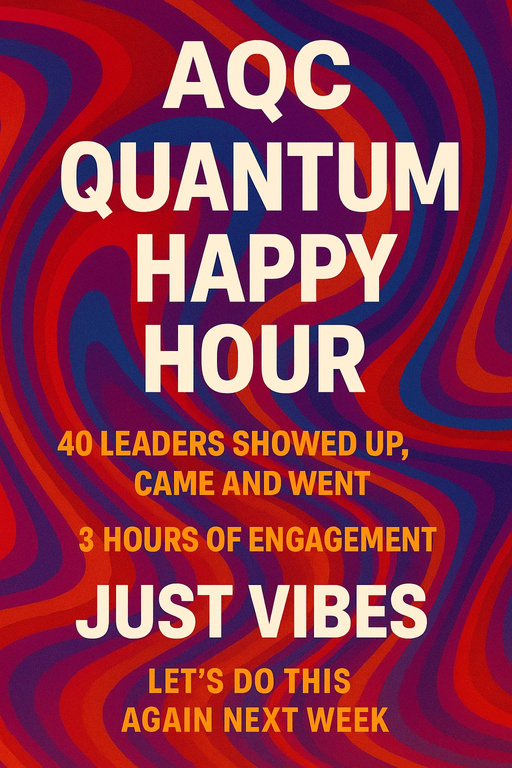 AQC
QUANTUM
HAPPY
HOUR
40 LEADERS SHOWED UP,
CAME AND WENT
3 HOURS OF ENGAGEMENT
JUST VIBES
LET’S DO THIS
AGAIN NEXT WEEK